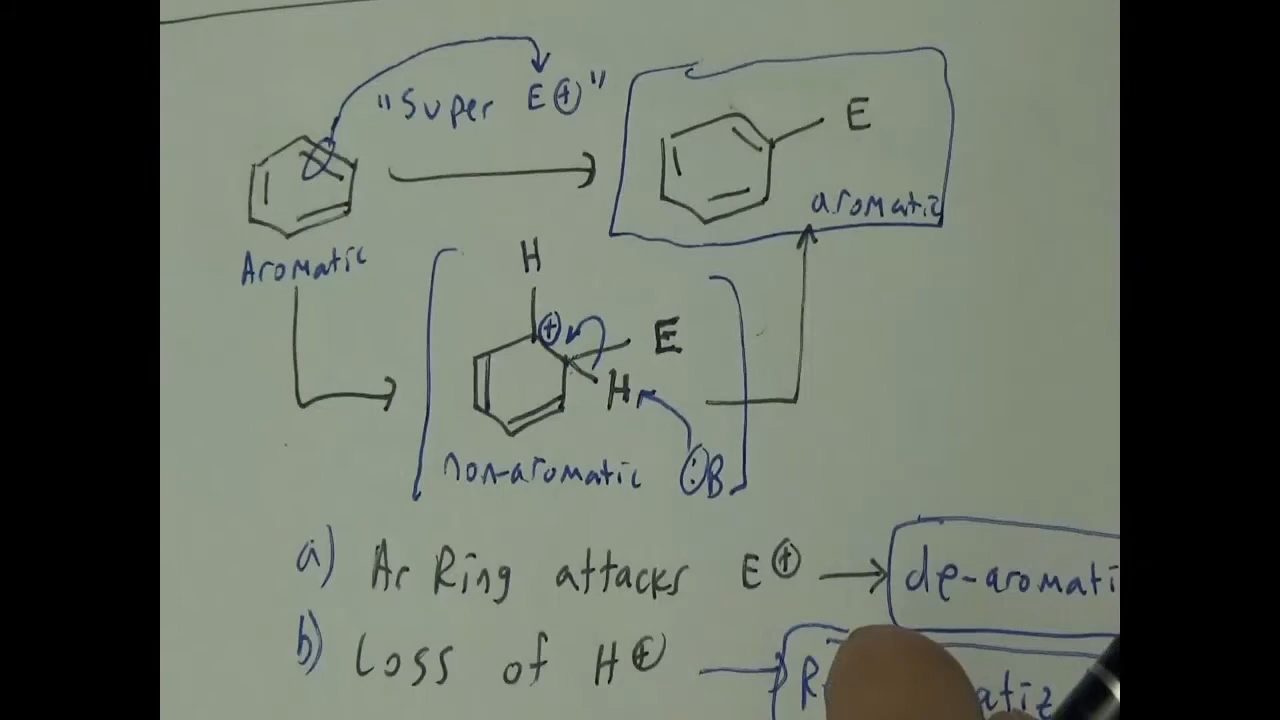 "Super E⊕"
E
aromatic
Aromatic
H
⊕
E
H
non-aromatic
:B
a) Ar Ring attacks E⊕ → de-aromati
b) Loss of H⊕